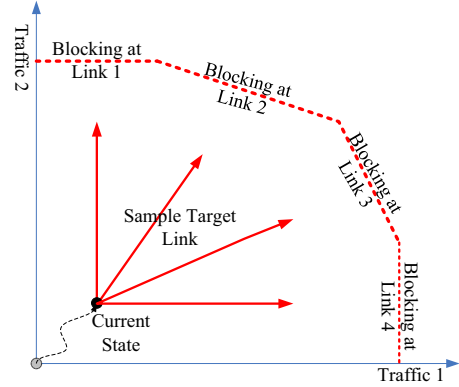 Traffic 2
Blocking at
Link 1
Blocking at
Link 2
Blocking at
Link 3
Sample Target
Link
Blocking at
Link 4
Current
State
Traffic 1